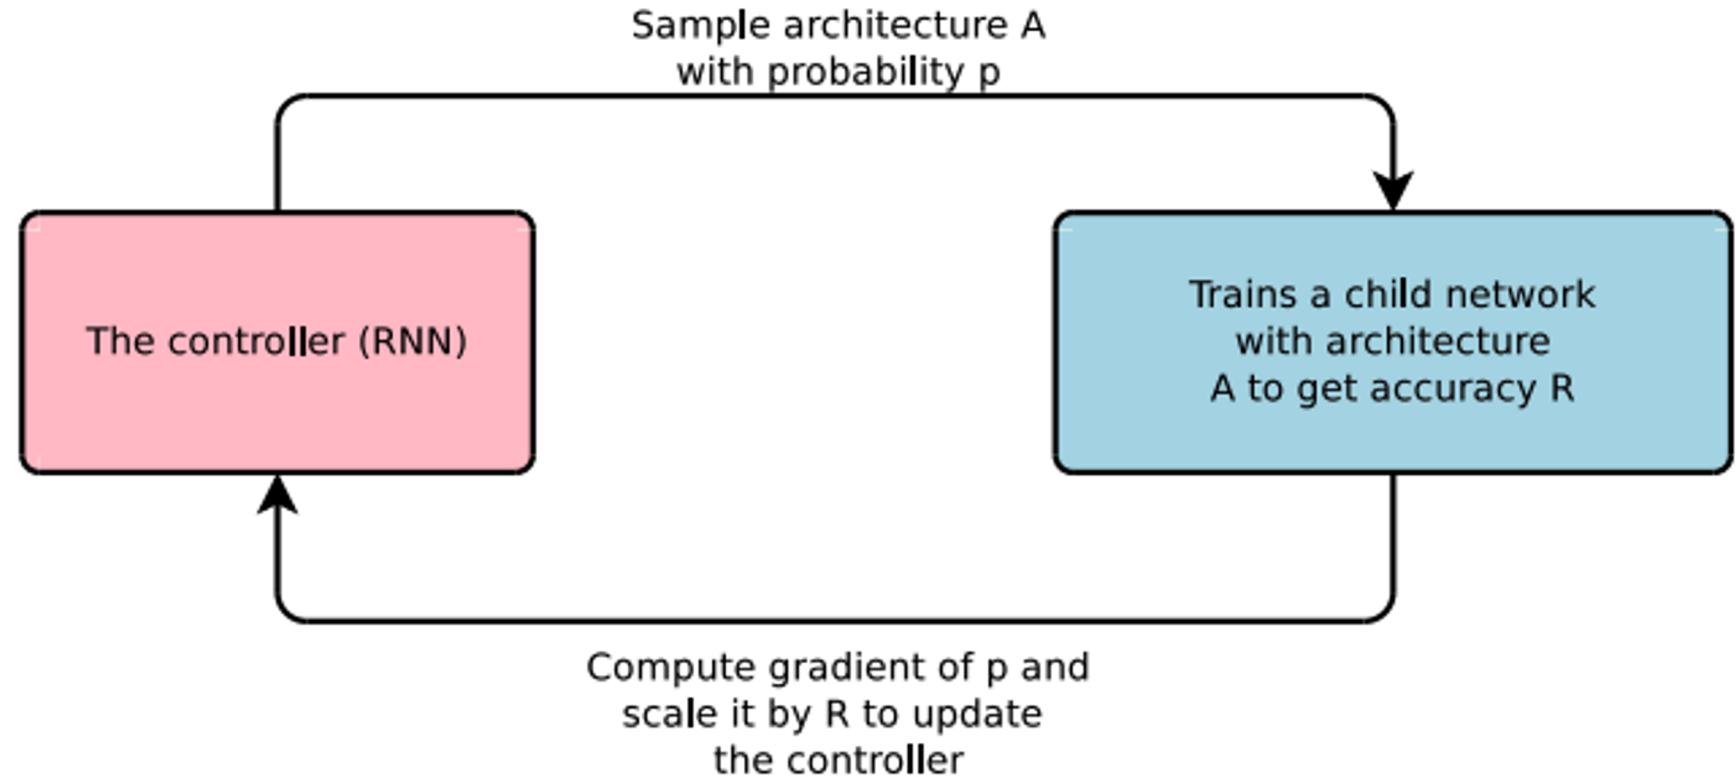 Sample architecture A
with probability p
The controller (RNN)
Trains a child network
with architecture
A to get accuracy R
Compute gradient of p and
scale it by R to update
the controller